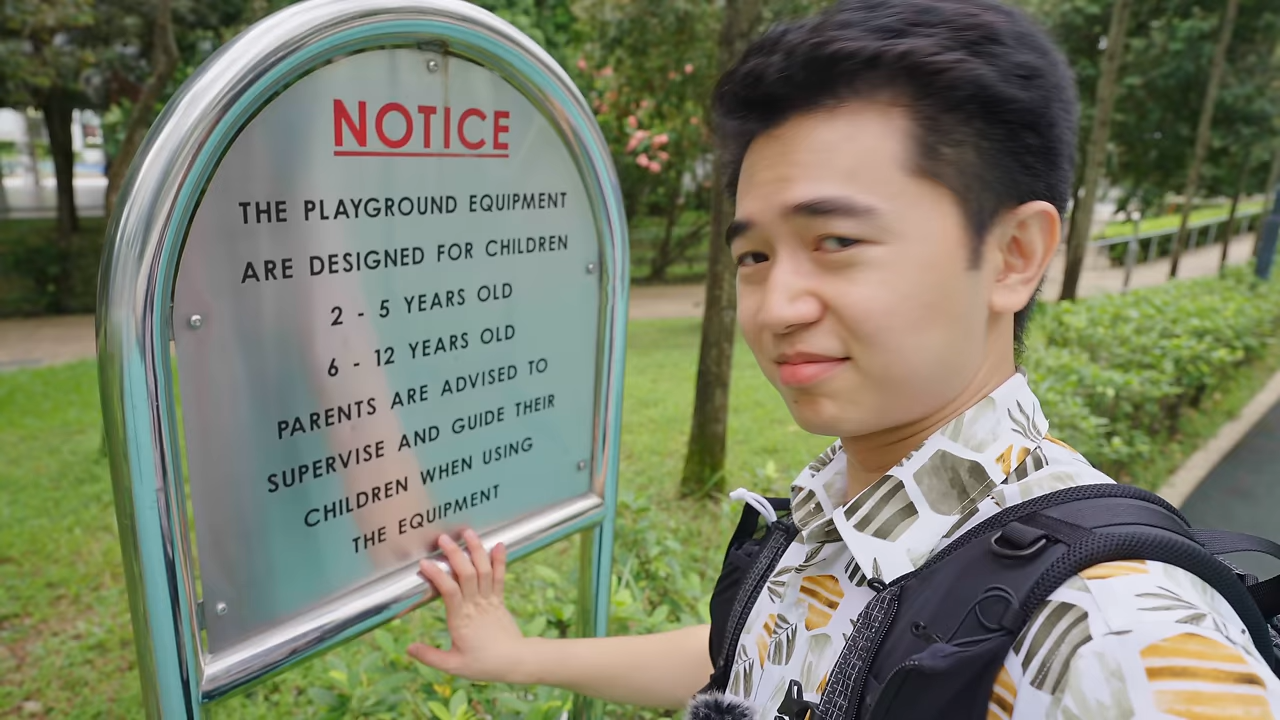 NOTICE
THE PLAYGROUND EQUIPMENT
ARE DESIGNED FOR CHILDREN
2 - 5 YEARS OLD
6 - 12 YEARS OLD
PARENTS ARE ADVISED TO
SUPERVISE AND GUIDE THEIR
CHILDREN WHEN USING
THE EQUIPMENT